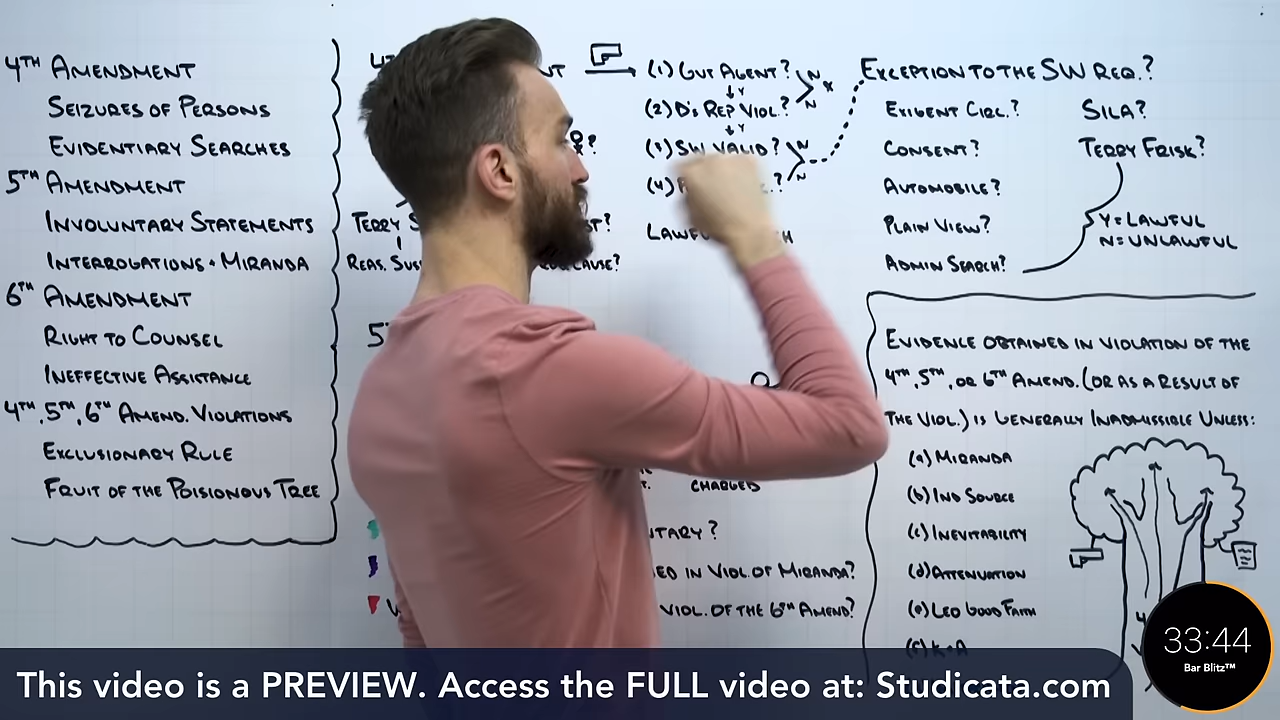 4TH AMENDMENT
SEIZURES OF PERSONS
EVIDENTIARY SEARCHES
5TH AMENDMENT
INVOLUNTARY STATEMENTS
INTERROGATIONS + MIRANDA
6TH AMENDMENT
RIGHT TO COUNSEL
INEFFECTIVE ASSISTANCE
4TH, 5TH, 6TH AMEND. VIOLATIONS
EXCLUSIONARY RULE
FRUIT OF THE POISIONOUS TREE
TERRY
REAS.
(1) GVT AGENT?
Y
(2) D'S REP VIOL.?
N
N
Y
(3) SW VALID?
N
N
(4)
EXCEPTION TO THE SW REQ.?
EXIGENT CIRC.?
SILA?
CONSENT?
TERRY FRISK?
AUTOMOBILE?
PLAIN VIEW?
Y = LAWFUL
N = UNLAWFUL
ADMIN SEARCH?
EVIDENCE OBTAINED IN VIOLATION OF THE
4TH, 5TH, OR 6TH AMEND. (OR AS A RESULT OF
THE VIOL.) IS GENERALLY INADMISSIBLE UNLESS:
(a) MIRANDA
(b) IND SOURCE
(c) INEVITABILITY
(d) ATTENUATION
(e) LEO GOOD FAITH
(f) K+A
CHARGED
IN VIOL. OF MIRANDA?
VIOL. OF THE 6TH AMEND?
33:44
Bar Blitz™
This video is a PREVIEW. Access the FULL video at: Studicata.com